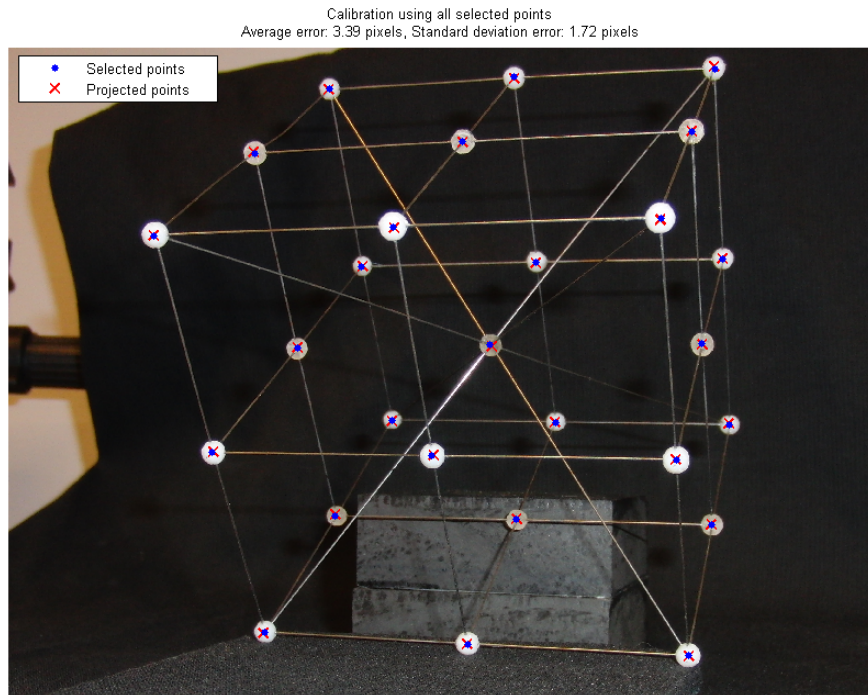 Calibration using all selected points
Average error: 3.39 pixels, Standard deviation error: 1.72 pixels
Selected points
Projected points